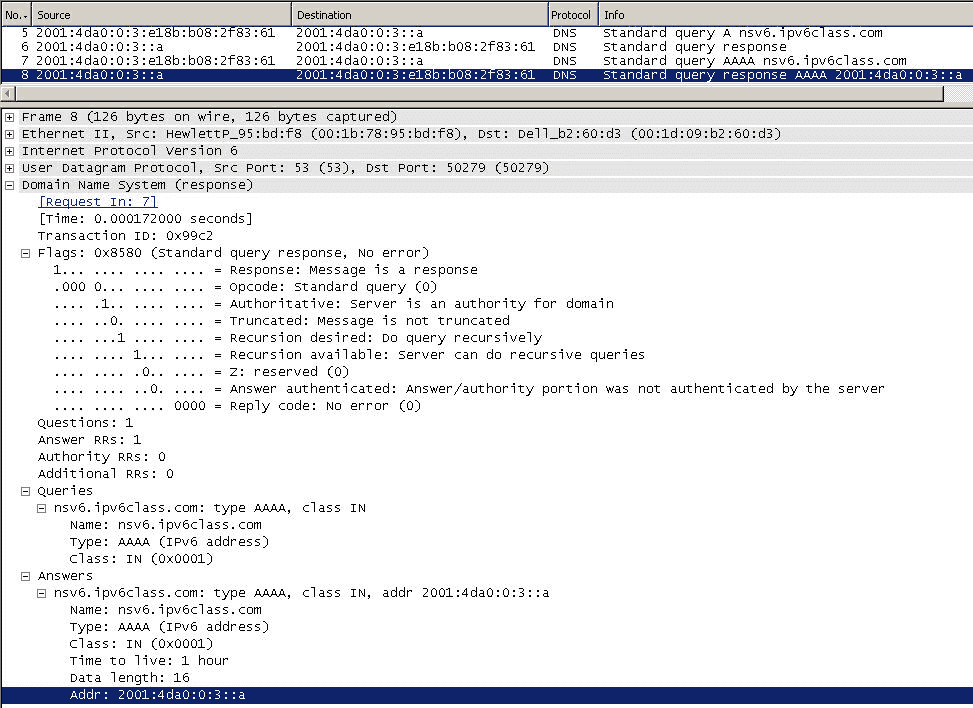 No. Source Destination Protocol Info
5 2001:4da0:0:3:e18b:b08:2f83:61 2001:4da0:0:3::a DNS Standard query A nsv6.ipv6class.com
6 2001:4da0:0:3::a 2001:4da0:0:3:e18b:b08:2f83:61 DNS Standard query response
7 2001:4da0:0:3:e18b:b08:2f83:61 2001:4da0:0:3::a DNS Standard query AAAA nsv6.ipv6class.com
8 2001:4da0:0:3::a 2001:4da0:0:3:e18b:b08:2f83:61 DNS Standard query response AAAA 2001:4da0:0:3::a
Frame 8 (126 bytes on wire, 126 bytes captured)
Ethernet II, Src: HewlettP_95:bd:f8 (00:1b:78:95:bd:f8), Dst: Dell_b2:60:d3 (00:1d:09:b2:60:d3)
Internet Protocol Version 6
User Datagram Protocol, Src Port: 53 (53), Dst Port: 50279 (50279)
Domain Name System (response)
[Request In: 7]
[Time: 0.000172000 seconds]
Transaction ID: 0x99c2
Flags: 0x8580 (Standard query response, No error)
1... .... .... .... = Response: Message is a response
.000 0... .... .... = Opcode: Standard query (0)
.... .1.. .... .... = Authoritative: Server is an authority for domain
.... ..0. .... .... = Truncated: Message is not truncated
.... ...1 .... .... = Recursion desired: Do query recursively
.... .... 1... .... = Recursion available: Server can do recursive queries
.... .... .0.. .... = Z: reserved (0)
.... .... ..0. .... = Answer authenticated: Answer/authority portion was not authenticated by the server
.... .... .... 0000 = Reply code: No error (0)
Questions: 1
Answer RRs: 1
Authority RRs: 0
Additional RRs: 0
Queries
nsv6.ipv6class.com: type AAAA, class IN
Name: nsv6.ipv6class.com
Type: AAAA (IPv6 address)
Class: IN (0x0001)
Answers
nsv6.ipv6class.com: type AAAA, class IN, addr 2001:4da0:0:3::a
Name: nsv6.ipv6class.com
Type: AAAA (IPv6 address)
Class: IN (0x0001)
Time to live: 1 hour
Data length: 16
Addr: 2001:4da0:0:3::a